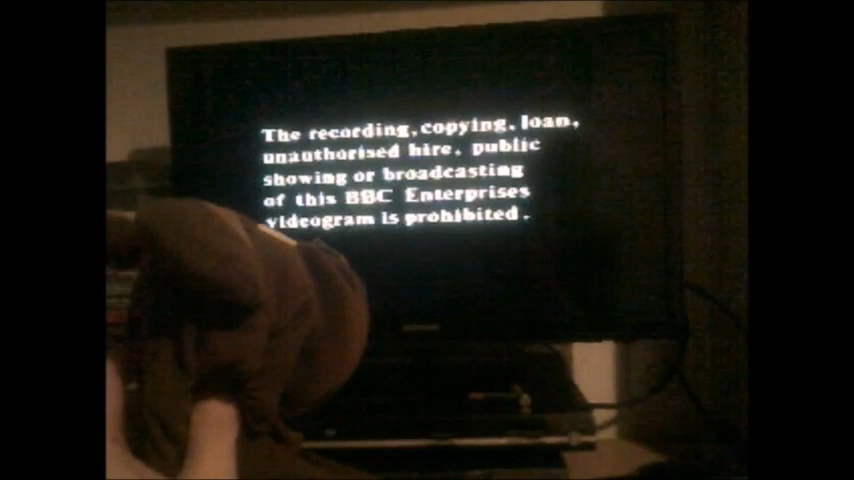 The recording, copying, loan,
unauthorised hire, public
showing or broadcasting
of this BBC Enterprises
videogram is prohibited.